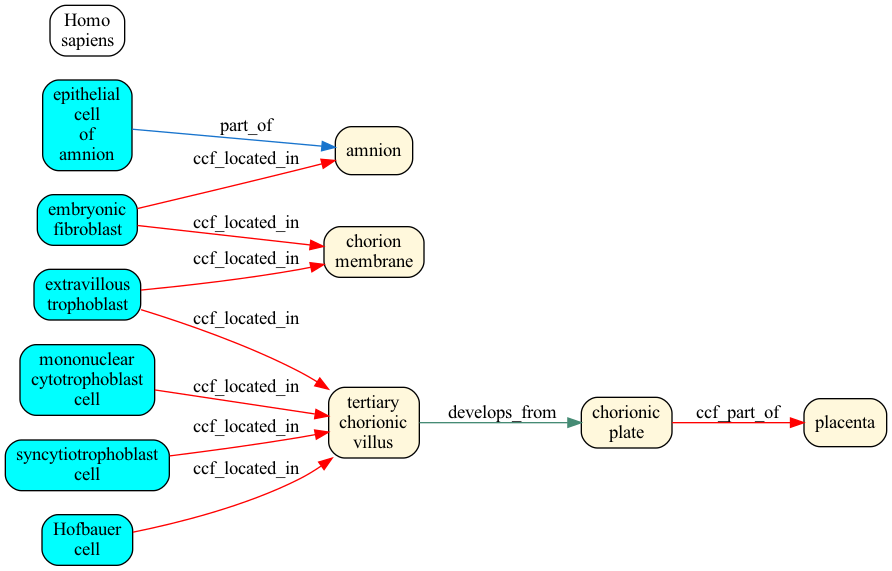 Homo
sapiens
epithelial
cell
of
amnion
part_of
amnion
ccf_located_in
embryonic
fibroblast
ccf_located_in
chorion
membrane
ccf_located_in
extravillous
trophoblast
ccf_located_in
mononuclear
cytotrophoblast
cell
ccf_located_in
tertiary
chorionic
villus
develops_from
chorionic
plate
ccf_part_of
placenta
ccf_located_in
syncytiotrophoblast
cell
ccf_located_in
Hofbauer
cell